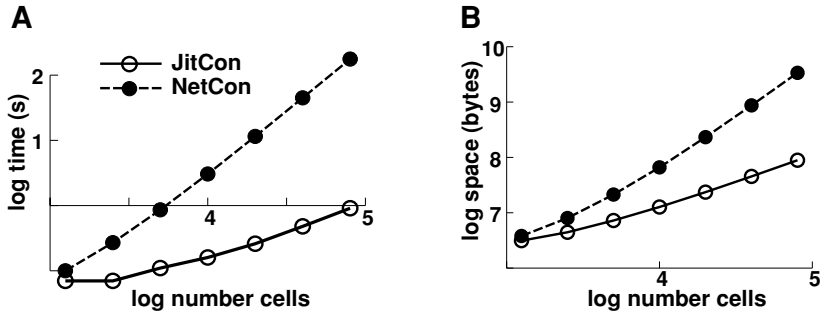 A
JitCon
NetCon
log time (s)
2
1
4
5
log number cells
B
log space (bytes)
10
9
8
7
4
5
log number cells